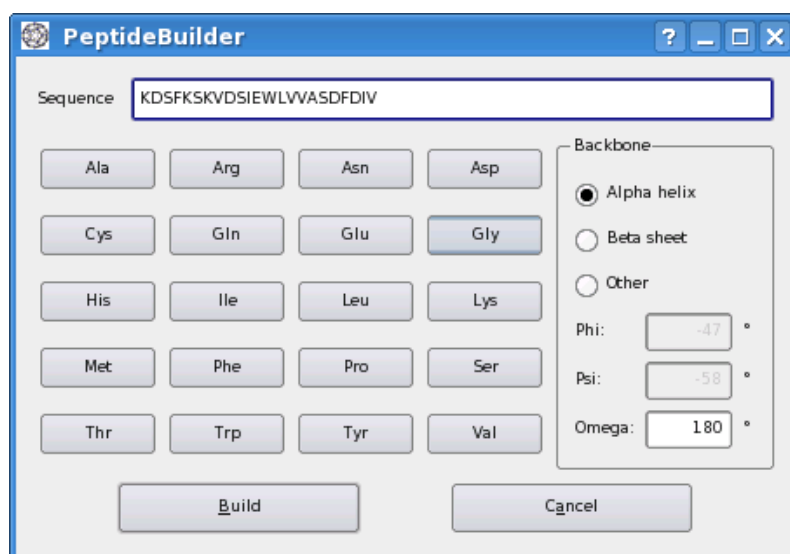 PeptideBuilder
Sequence KDSFKSKVDSIEWLVVASDFDIV
Ala Arg Asn Asp
Cys Gln Glu Gly
His Ile Leu Lys
Met Phe Pro Ser
Thr Trp Tyr Val
Backbone
Alpha helix
Beta sheet
Other
Phi: -47 °
Psi: -58 °
Omega: 180 °
Build Cancel